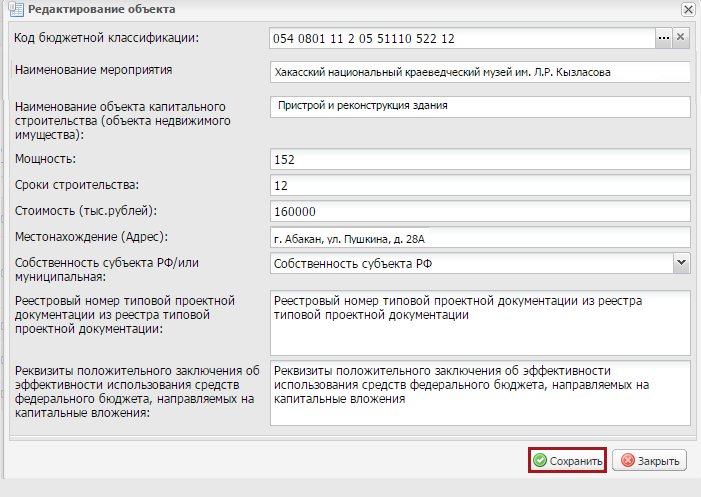 Редактирование объекта
Код бюджетной классификации: 054 0801 11 2 05 51110 522 12
Наименование мероприятия Хакасский национальный краеведческий музей им. Л.Р. Кызласова
Наименование объекта капитального строительства (объекта недвижимого имущества): Пристрой и реконструкция здания
Мощность: 152
Сроки строительства: 12
Стоимость (тыс.рублей): 160000
Местонахождение (Адрес): г. Абакан, ул. Пушкина, д. 28А
Собственность субъекта РФ/или муниципальная: Собственность субъекта РФ
Реестровый номер типовой проектной
документации из реестра типовой
проектной документации:
Реестровый номер типовой проектной документации из реестра
типовой проектной документации
Реквизиты положительного заключения об
эффективности использования средств
федерального бюджета, направляемых на
капитальные вложения:
Реквизиты положительного заключения об эффективности
использования средств федерального бюджета, направляемых на
капитальные вложения
Сохранить Закрыть